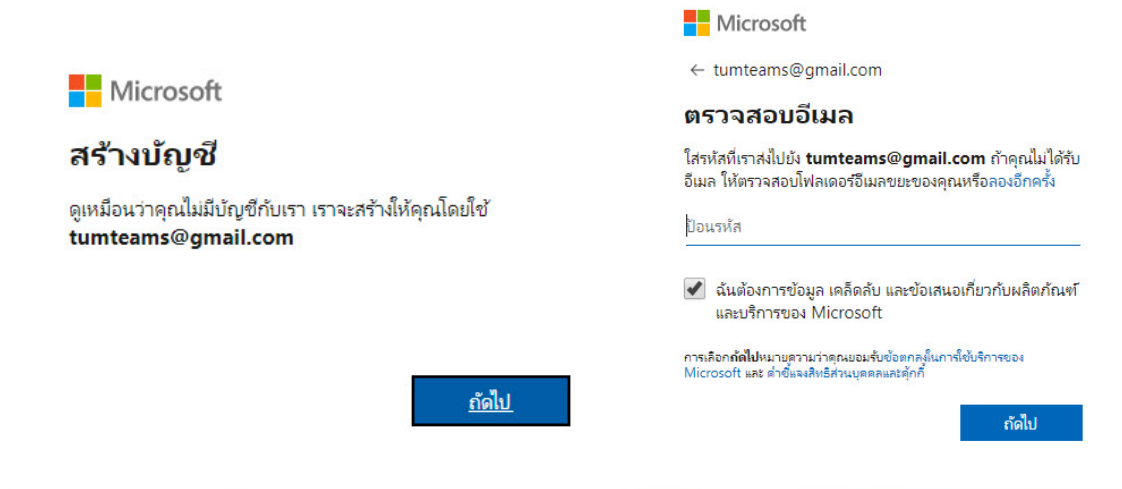 Microsoft
สร้างบัญชี
ดูเหมือนว่าคุณไม่มีบัญชีกับเรา เราจะสร้างให้คุณโดยใช้
tumteams@gmail.com
ถัดไป
Microsoft
← tumteams@gmail.com
ตรวจสอบอีเมล
ใส่รหัสที่เราส่งไปยัง tumteams@gmail.com ถ้าคุณไม่ได้รับ
อีเมล ให้ตรวจสอบโฟลเดอร์อีเมลขยะของคุณหรือลองอีกครั้ง
ป้อนรหัส
ฉันต้องการข้อมูล เคล็ดลับ และข้อเสนอเกี่ยวกับผลิตภัณฑ์
และบริการของ Microsoft
การเลือกถัดไปหมายความว่าคุณยอมรับข้อตกลงในการใช้บริการของ
Microsoft และ คำชี้แจงสิทธิส่วนบุคคลและคุกกี้
ถัดไป